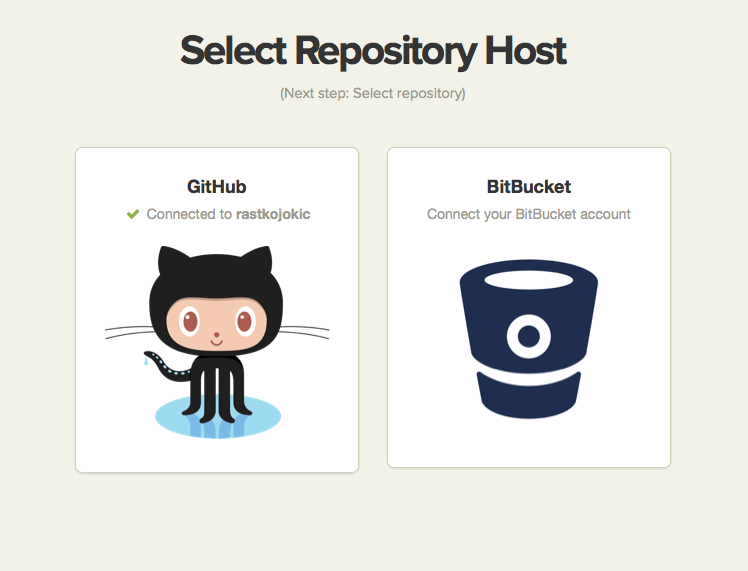 Select Repository Host
(Next step: Select repository)
GitHub
Connected to rastkojokic
BitBucket
Connect your BitBucket account